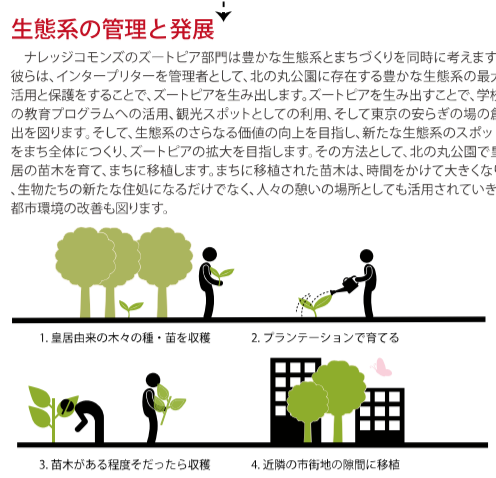 生態系の管理と発展
ナレッジコモンズのズートピア部門は豊かな生態系とまちづくりを同時に考えます
彼らは、インタープリターを管理者として、北の丸公園に存在する豊かな生態系の最大
活用と保護をすることで、ズートピアを生み出します。ズートピアを生み出すことで、学校
の教育プログラムへの活用、観光スポットとしての利用、そして東京の安らぎの場の創
出を図ります。そして、生態系のさらなる価値の向上を目指し、新たな生態系のスポッ
をまち全体につくり、ズートピアの拡大を目指します。その方法として、北の丸公園で皇
居の苗木を育て、まちに移植します。まちに移植された苗木は、時間をかけて大きくなり
、生物たちの新たな住処になるだけでなく、人々の憩いの場所としても活用されていき
都市環境の改善も図ります。
1. 皇居由来の木々の種・苗を収穫
2. プランテーションで育てる
3. 苗木がある程度そだったら収穫
4. 近隣の市街地の隙間に移植